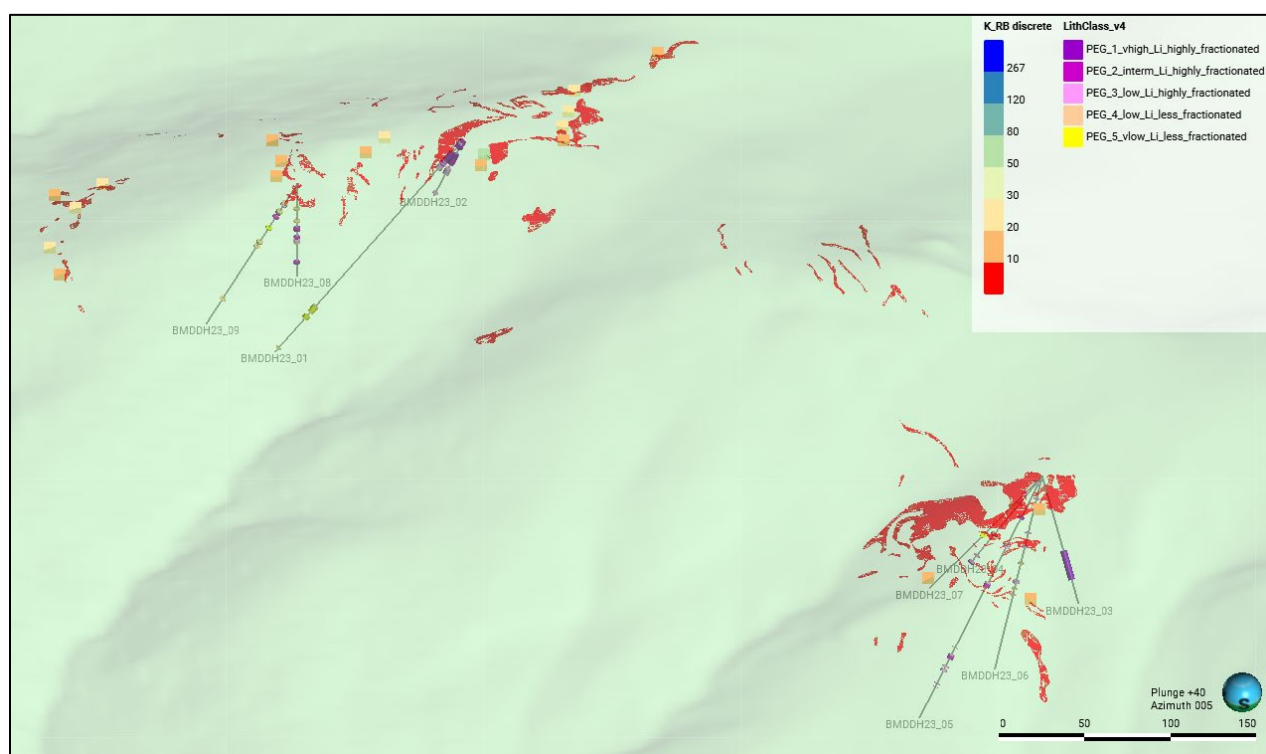 K_RB discrete
LithClass_v4
267
120
80
50
30
20
10
PEG_1_vhigh_Li_highly_fractionated
PEG_2_interm_Li_highly_fractionated
PEG_3_low_Li_highly_fractionated
PEG_4_low_Li_less_fractionated
PEG_5_vlow_Li_less_fractionated
BMDDH23_02
BMDDH23_08
BMDDH23_09
BMDDH23_01
BMDDH23_04
BMDDH23_07
BMDDH23_03
BMDDH23_06
BMDDH23_05
Plunge +40
Azimuth 005
S
0 50 100 150